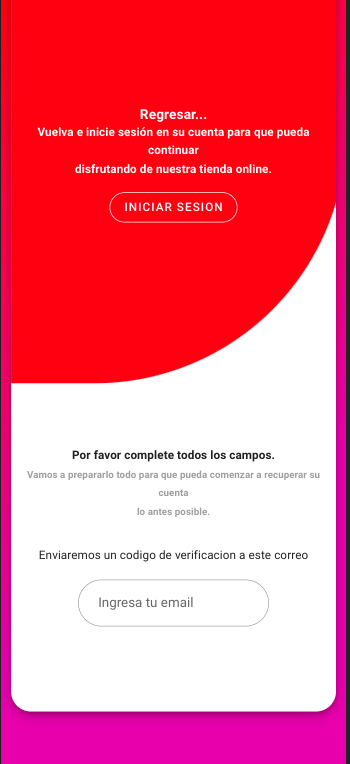 Regresar...
Vuelva e inicie sesión en su cuenta para que pueda
continuar
disfrutando de nuestra tienda online.
INICIAR SESION
Por favor complete todos los campos.
Vamos a prepararlo todo para que pueda comenzar a recuperar su
cuenta
lo antes posible.
Enviaremos un codigo de verificacion a este correo
Ingresa tu email